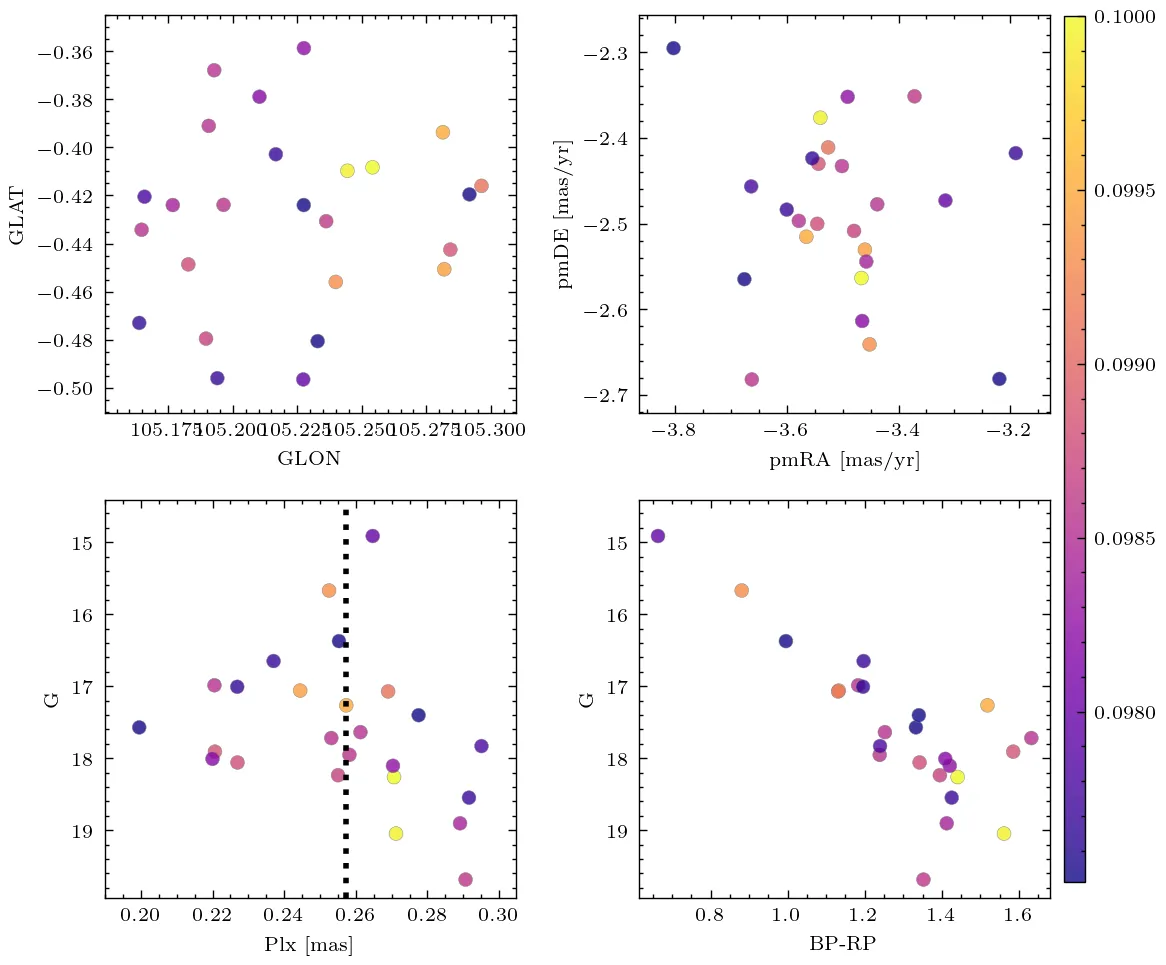 −0.36
−0.38
−0.40
−0.42
−0.44
−0.46
−0.48
−0.50
GLAT
105.175 105.200 105.225 105.250 105.275 105.300
GLON
−2.3
−2.4
−2.5
−2.6
−2.7
pmDE [mas/yr]
−3.8 −3.6 −3.4 −3.2
pmRA [mas/yr]
15
16
17
18
19
G
0.20 0.22 0.24 0.26 0.28 0.30
Plx [mas]
15
16
17
18
19
G
0.8 1.0 1.2 1.4 1.6
BP-RP
0.1000
0.0995
0.0990
0.0985
0.0980